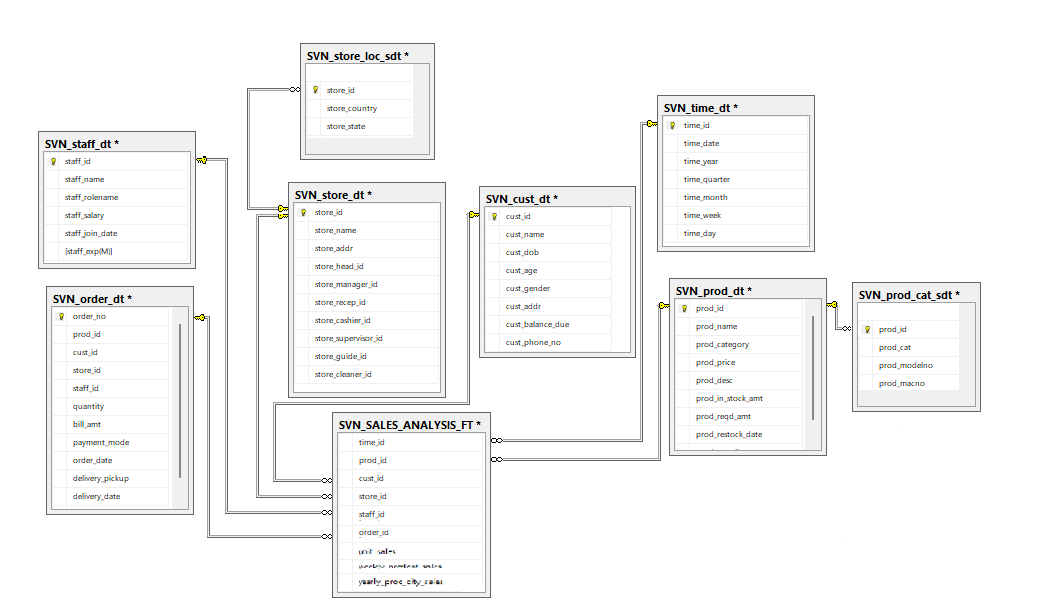 SVN_store_loc_sdt *
store_id
store_country
store_state
SVN_time_dt *
time_id
time_date
time_year
time_quarter
time_month
time_week
time_day
SVN_staff_dt *
staff_id
staff_name
staff_rolename
staff_salary
staff_join_date
[staff_exp(M)]
SVN_store_dt *
store_id
store_name
store_addr
store_head_id
store_manager_id
store_recep_id
store_cashier_id
store_supervisor_id
store_guide_id
store_cleaner_id
SVN_cust_dt *
cust_id
cust_name
cust_dob
cust_age
cust_gender
cust_addr
cust_balance_due
cust_phone_no
SVN_prod_dt *
prod_id
prod_name
prod_category
prod_price
prod_desc
prod_in_stock_amt
prod_reqd_amt
prod_restock_date
SVN_prod_cat_sdt *
prod_id
prod_cat
prod_modelno
prod_macno
SVN_order_dt *
order_no
prod_id
cust_id
store_id
staff_id
quantity
bill_amt
payment_mode
order_date
delivery_pickup
delivery_date
SVN_SALES_ANALYSIS_FT *
time_id
prod_id
cust_id
store_id
staff_id
order_id
unit_sales
weekly_prodcat_sales